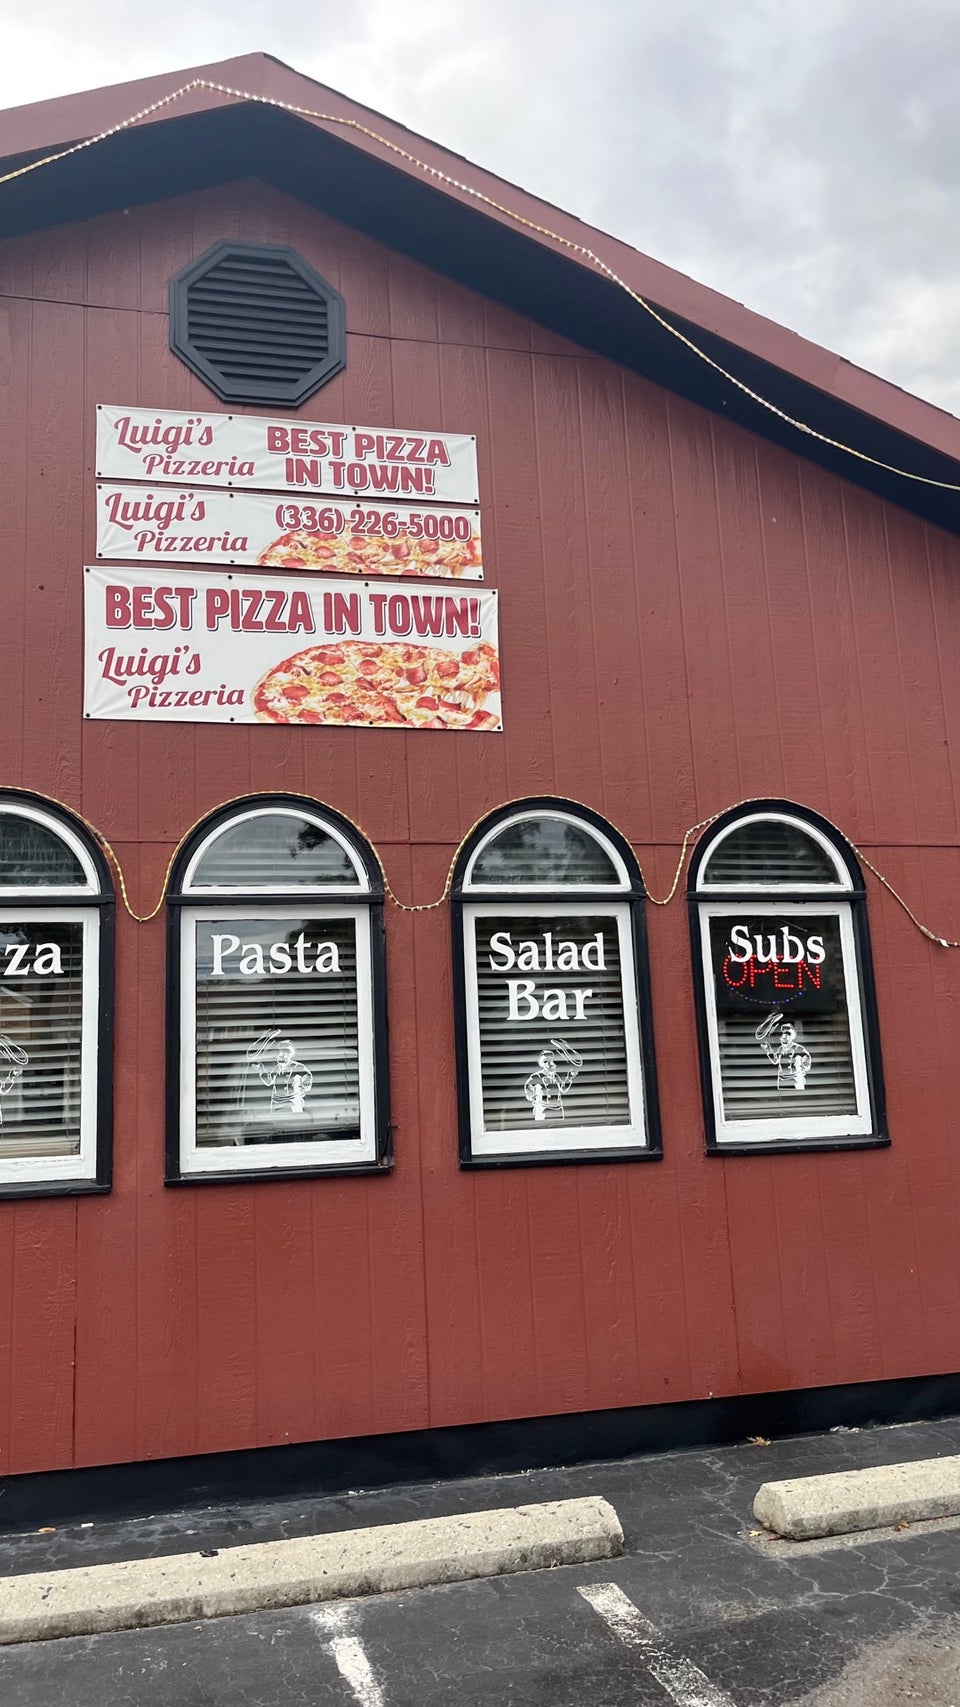 Luigi's
Pizzeria
BEST PIZZA
IN TOWN!
Luigi's
Pizzeria
(336) 226-5000
BEST PIZZA IN TOWN!
Luigi's
Pizzeria
za
Pasta
Salad
Bar
Subs
OPEN